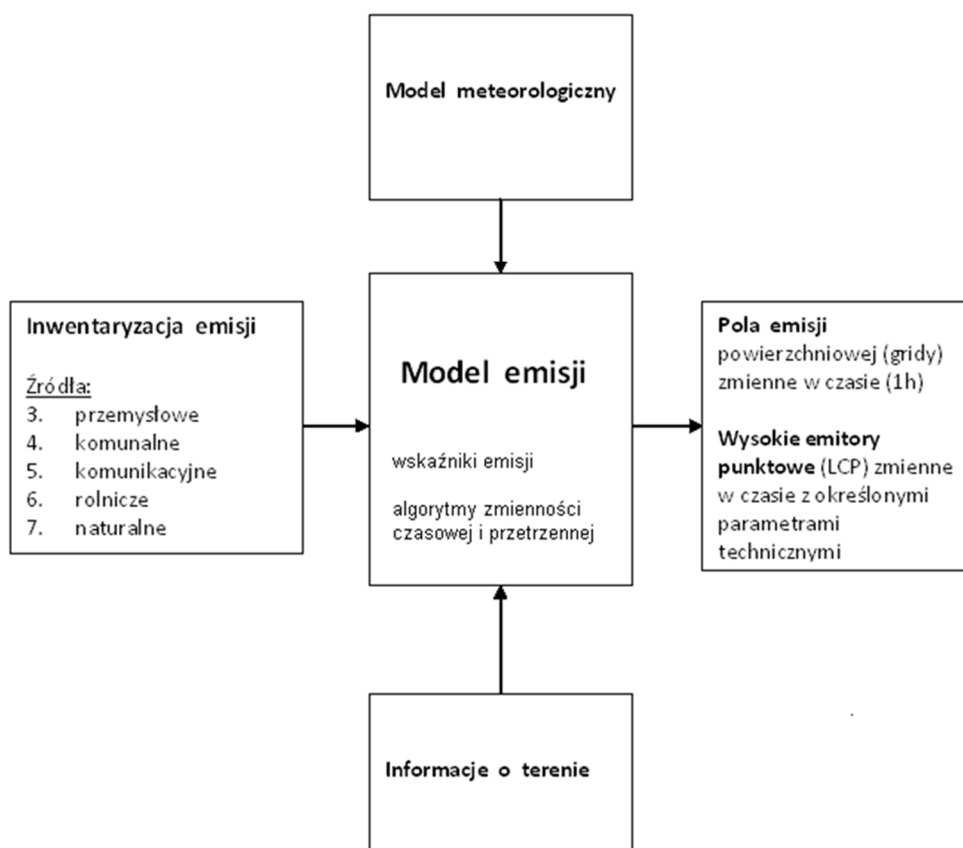 Model meteorologiczny
Inwentaryzacja emisji
Źródła:
3. przemysłowe
4. komunalne
5. komunikacyjne
6. rolnicze
7. naturalne
Model emisji
wskaźniki emisji
algorytmy zmienności
czasowej i przetrzennej
Pola emisji
powierzchniowej (gridy)
zmienne w czasie (1h)
Wysokie emitory
punktowe (LCP) zmienne
w czasie z określonymi
parametrami
technicznymi
Informacje o terenie